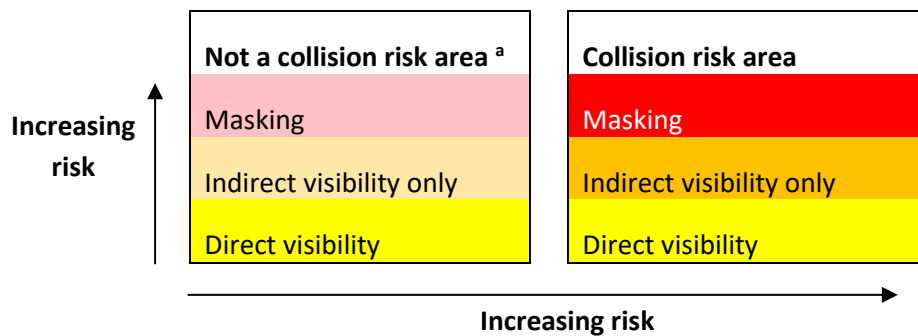 Not a collision risk area ᵃ
Masking
Indirect visibility only
Direct visibility
Collision risk area
Masking
Indirect visibility only
Direct visibility
Increasing
risk
Increasing risk